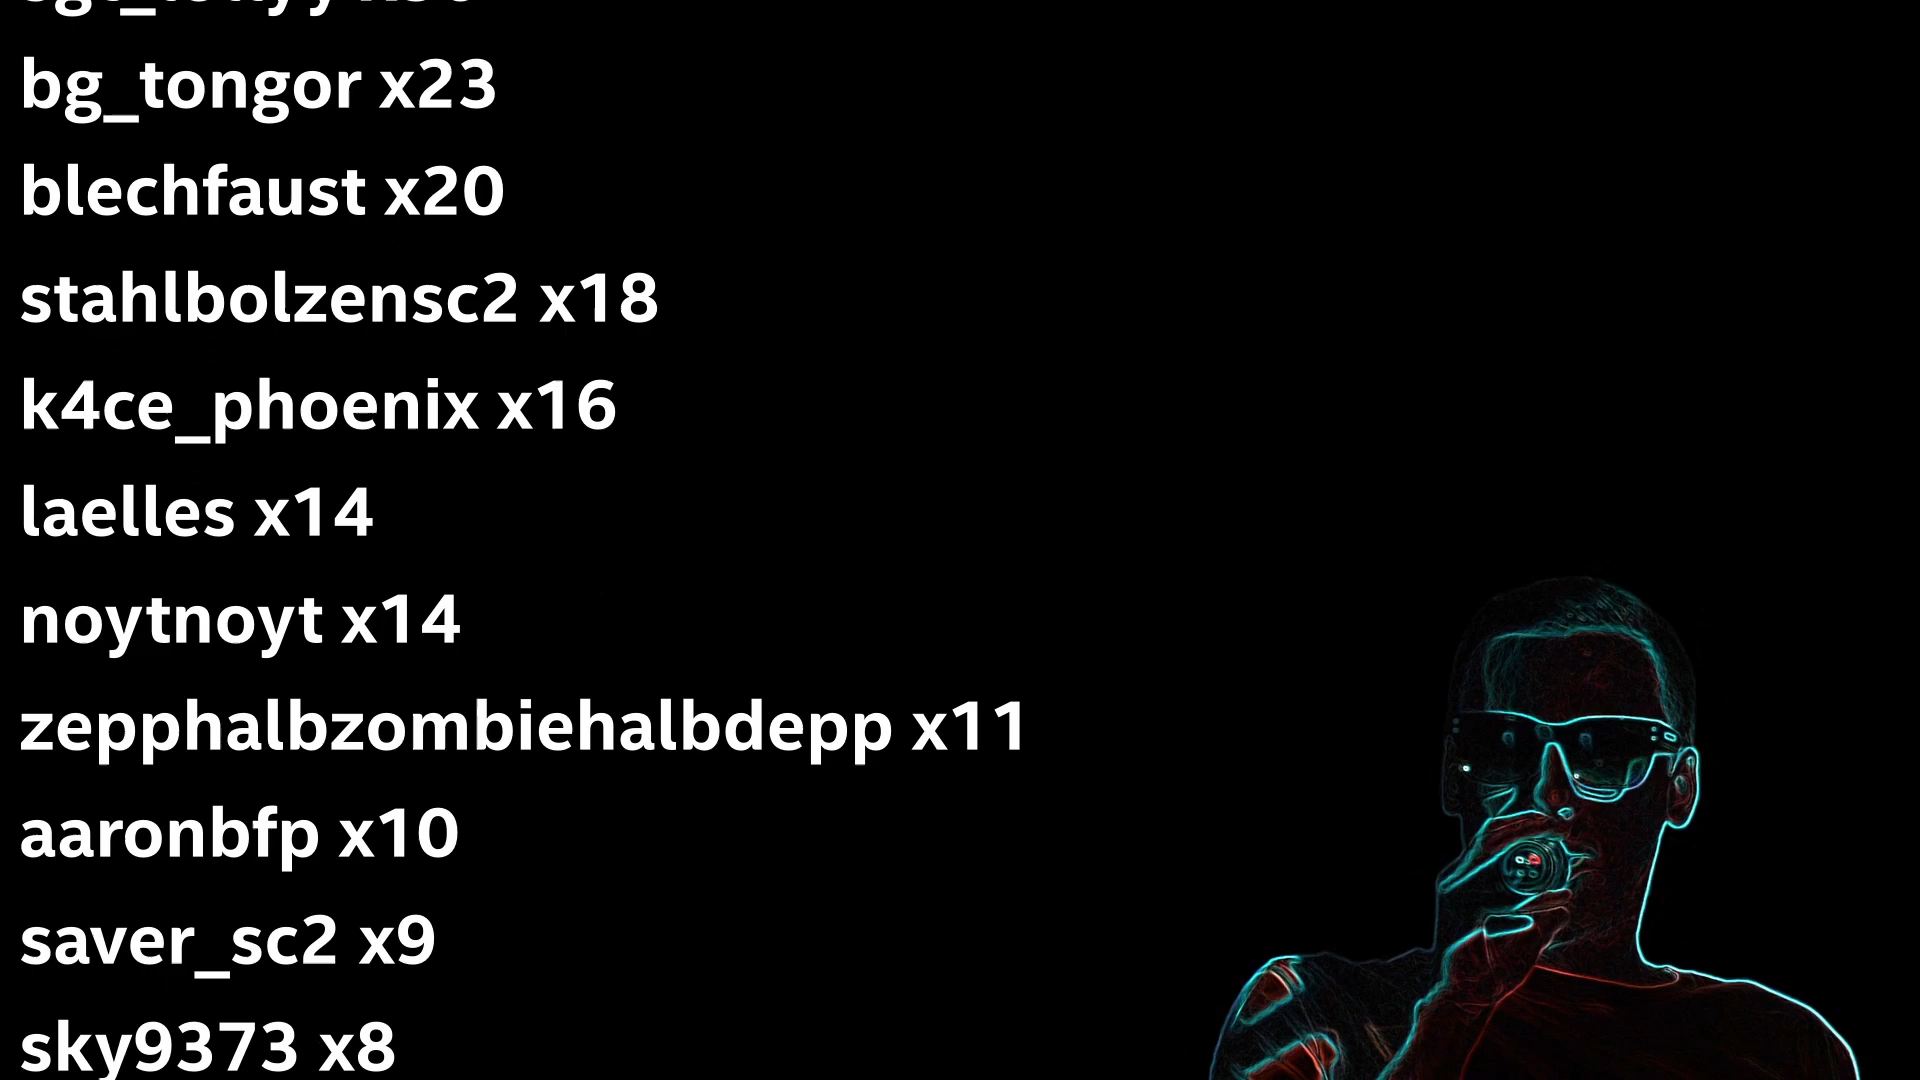 bg_tongor x23
blechfaust x20
stahlbolzensc2 x18
k4ce_phoenix x16
laelles x14
noytnoyt x14
zepphalbzombiehalbdepp x11
aaronbfp x10
saver_sc2 x9
sky9373 x8